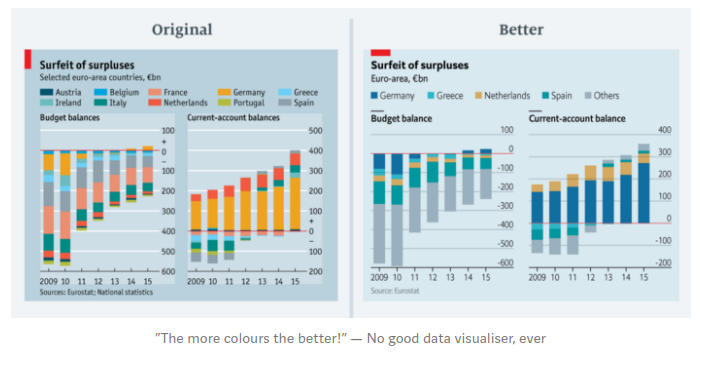 Original
Better
Surfeit of surpluses
Selected euro-area countries, €bn
Austria Belgium France Germany Greece
Ireland Italy Netherlands Portugal Spain
Budget balances
Current-account balances
100
+
0
–
100
200
300
400
500
600
500
400
300
200
100
+
0
–
100
200
2009 10 11 12 13 14 15
2009 10 11 12 13 14 15
Sources: Eurostat; National statistics
Surfeit of surpluses
Euro-area, €bn
Germany Greece Netherlands Spain Others
Budget balance
Current-account balance
100
0
-100
-200
-300
-400
-500
-600
400
300
200
100
0
-100
-200
2009 10 11 12 13 14 15
2009 10 11 12 13 14 15
Source: Eurostat
“The more colours the better!” — No good data visualiser, ever